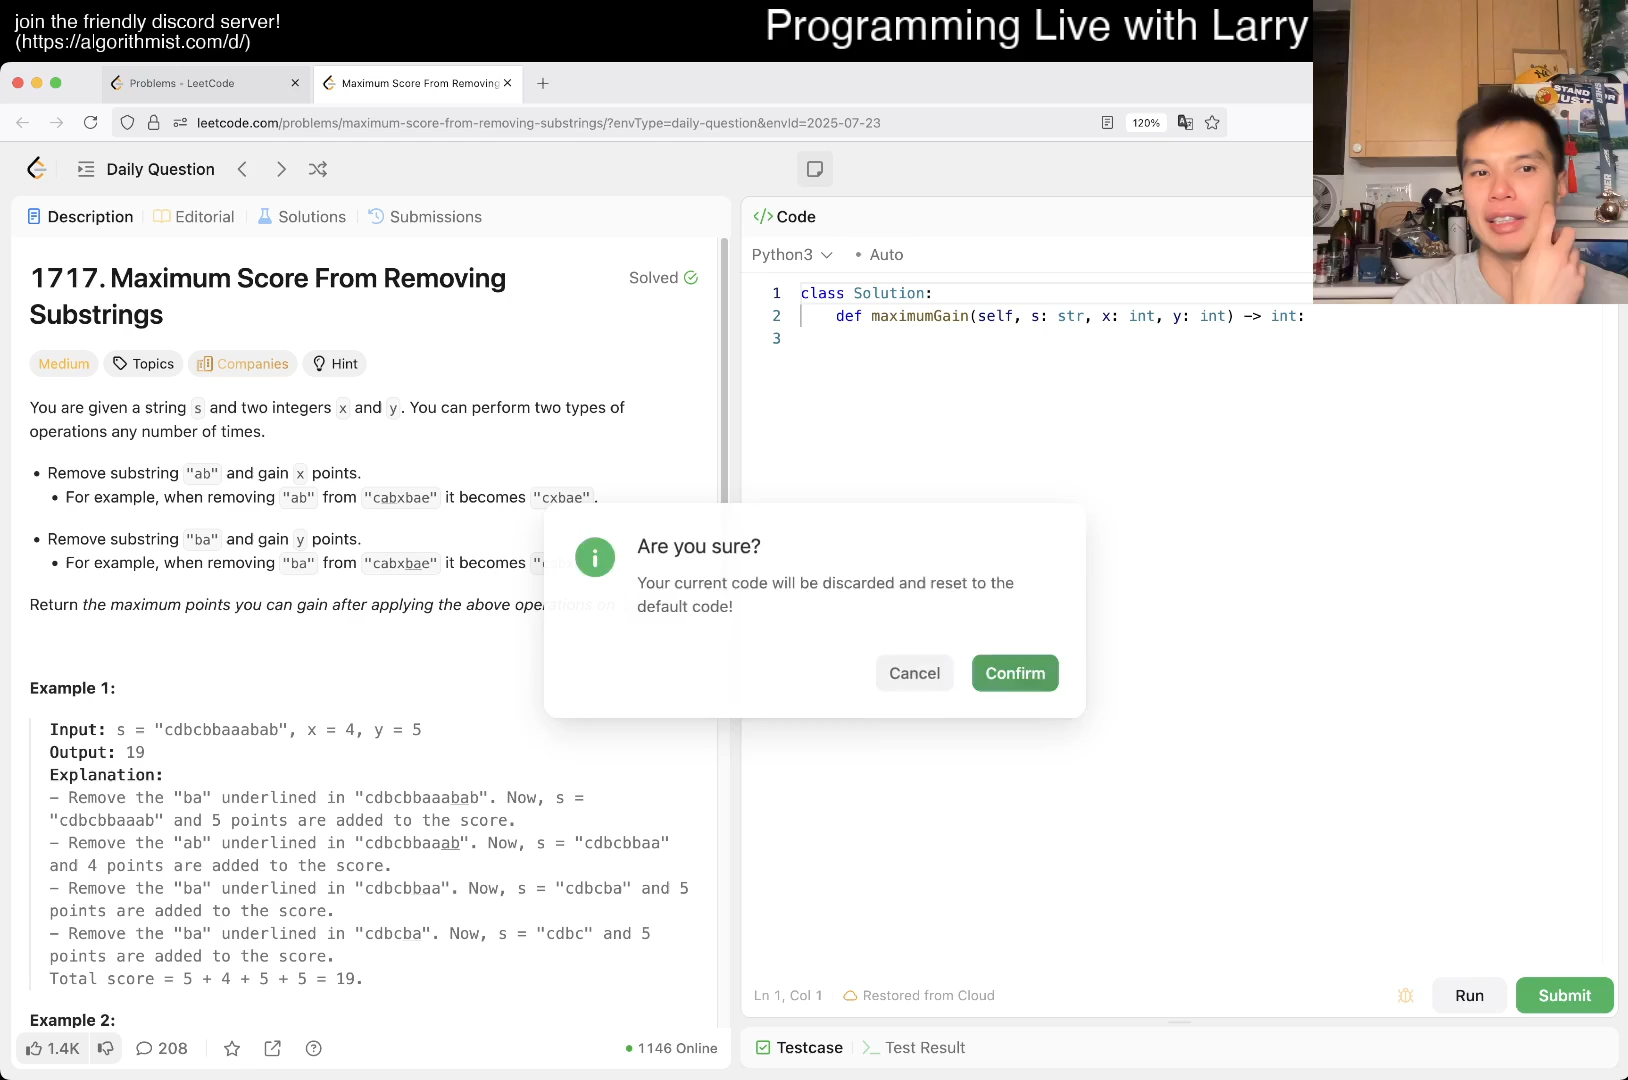 join the friendly discord server!
(https://algorithmist.com/d/)
Programming Live with Larry
Problems - LeetCode
Maximum Score From Removing
leetcode.com/problems/maximum-score-from-removing-substrings/?envType=daily-question&envId=2025-07-23
120%
Daily Question
Description
Editorial
Solutions
Submissions
Code
Python3
Auto
1717. Maximum Score From Removing
Substrings
Solved
Medium
Topics
Companies
Hint
You are given a string s and two integers x and y. You can perform two types of
operations any number of times.
• Remove substring "ab" and gain x points.
• For example, when removing "ab" from "cabxbae" it becomes "cxbae".
• Remove substring "ba" and gain y points.
• For example, when removing "ba" from "cabxbae" it becomes
Return the maximum points you can gain after applying the above operations on
Example 1:
Input: s = "cdbcbbaaabab", x = 4, y = 5
Output: 19
Explanation:
- Remove the "ba" underlined in "cdbcbbaaabab". Now, s =
"cdbcbbaaab" and 5 points are added to the score.
- Remove the "ab" underlined in "cdbcbbaaab". Now, s = "cdbcbbaa"
and 4 points are added to the score.
- Remove the "ba" underlined in "cdbcbbaa". Now, s = "cdbcba" and 5
points are added to the score.
- Remove the "ba" underlined in "cdbcba". Now, s = "cdbc" and 5
points are added to the score.
Total score = 5 + 4 + 5 + 5 = 19.
Example 2:
1.4K
208
1146 Online
1 class Solution:
2 def maximumGain(self, s: str, x: int, y: int) -> int:
3
Are you sure?
Your current code will be discarded and reset to the
default code!
Cancel
Confirm
Ln 1, Col 1
Restored from Cloud
Run
Submit
Testcase
Test Result